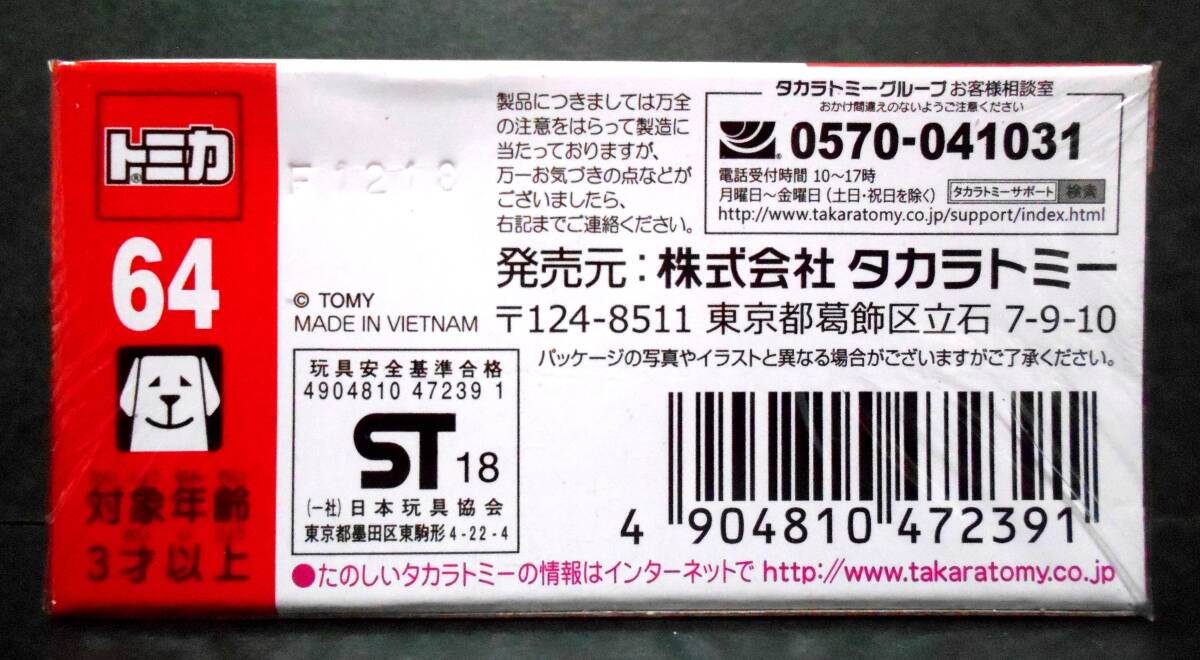 トミカ®
64
対象年齢
3才以上
© TOMY
MADE IN VIETNAM
玩具安全基準合格
4904810 47239 1
ST 18
(一社)日本玩具協会
東京都墨田区東駒形4-22-4
製品につきましては万全
の注意をはらって製造に
当たっておりますが、
万一お気づきの点などが
ございましたら、
右記までご連絡ください。
タカラトミーグループ お客様相談室
おかけ間違えのないようご注意ください
0570-041031
電話受付時間 10～17時
月曜日～金曜日(土日・祝日を除く) タカラトミーサポート 検索
http://www.takaratomy.co.jp/support/index.html
発売元:株式会社 タカラトミー
〒124-8511 東京都葛飾区立石 7-9-10
パッケージの写真やイラストと異なる場合がございますがご了承ください。
4 904810 472391
●たのしいタカラトミーの情報はインターネットで http://www.takaratomy.co.jp